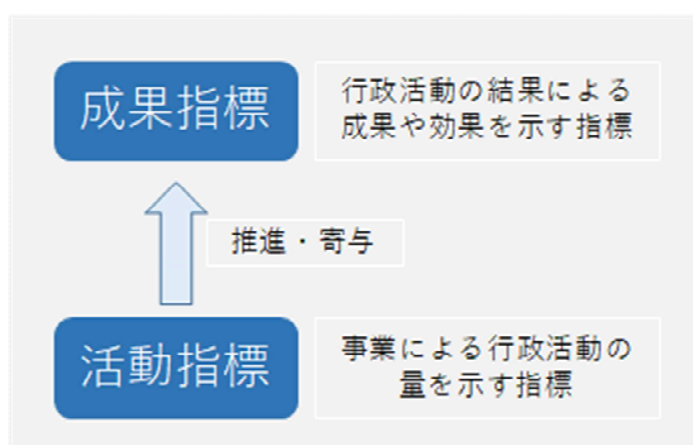 成果指標
行政活動の結果による
成果や効果を示す指標
推進・寄与
活動指標
事業による行政活動の
量を示す指標